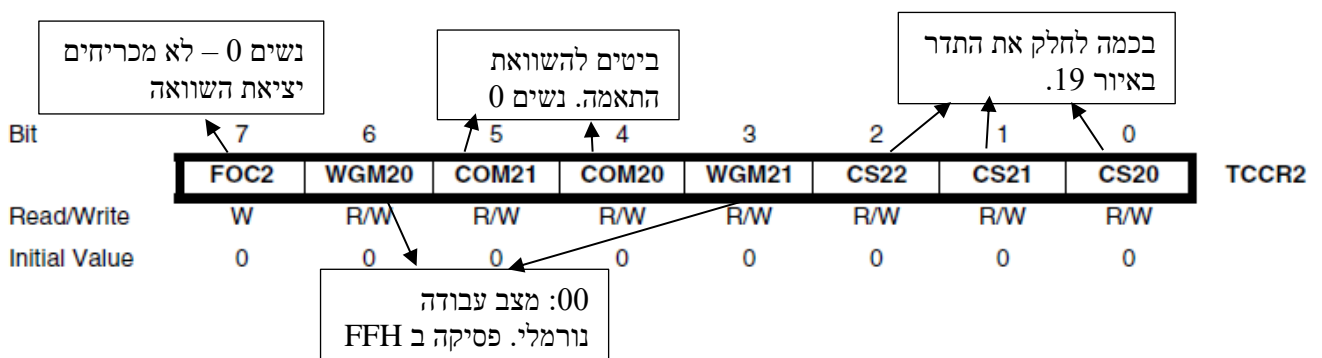 נשים 0 – לא מכריחים
יציאת השוואה
ביטים להשוואת
התאמה. נשים 0
בכמה לחלק את התדר
באיור 19.
Bit 7 6 5 4 3 2 1 0
FOC2 WGM20 COM21 COM20 WGM21 CS22 CS21 CS20 TCCR2
Read/Write W R/W R/W R/W R/W R/W R/W R/W
Initial Value 0 0 0 0 0 0 0 0
00: מצב עבודה
נורמלי. פסיקה ב FFH